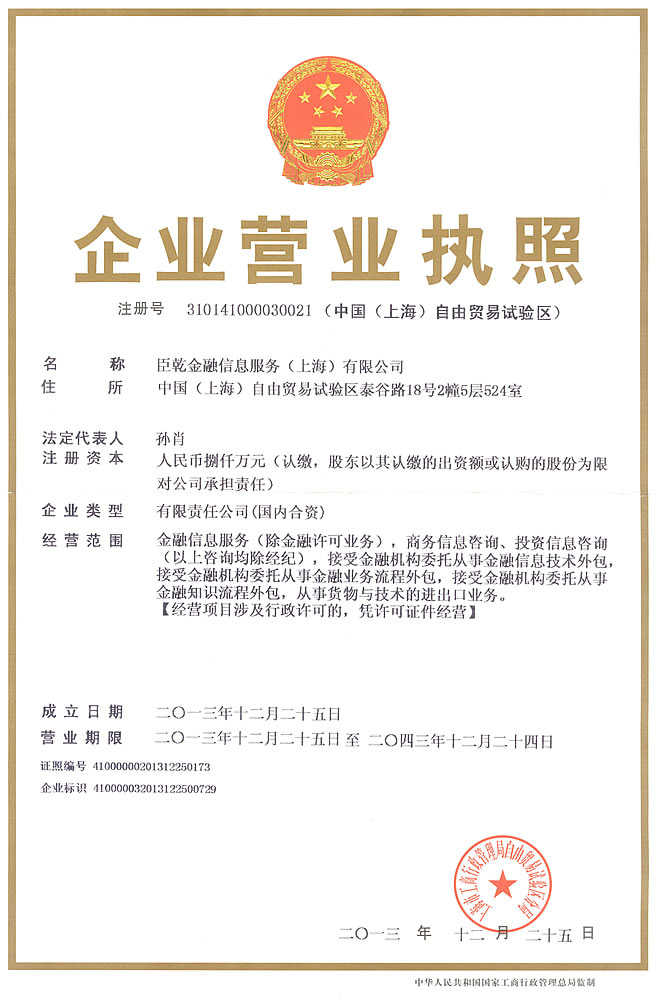 企业营业执照
注册号 310141000030021（中国（上海）自由贸易试验区）
名称 臣乾金融信息服务（上海）有限公司
住所 中国（上海）自由贸易试验区泰谷路18号2幢5层524室
法定代表人 孙肖
注册资本 人民币捌仟万元（认缴，股东以其认缴的出资额或认购的股份为限
对公司承担责任）
企业类型 有限责任公司(国内合资)
经营范围 金融信息服务（除金融许可业务），商务信息咨询、投资信息咨询
（以上咨询均除经纪），接受金融机构委托从事金融信息技术外包，
接受金融机构委托从事金融业务流程外包，接受金融机构委托从事
金融知识流程外包，从事货物与技术的进出口业务。
【经营项目涉及行政许可的，凭许可证件经营】
成立日期 二〇一三年十二月二十五日
营业期限 二〇一三年十二月二十五日 至 二〇四三年十二月二十四日
证照编号 41000000201312250173
企业标识 410000032013122500729
上海市工商行政管理局自由贸易试验区分局
二〇一三 年 十二 月 二十五 日
中华人民共和国国家工商行政管理总局监制